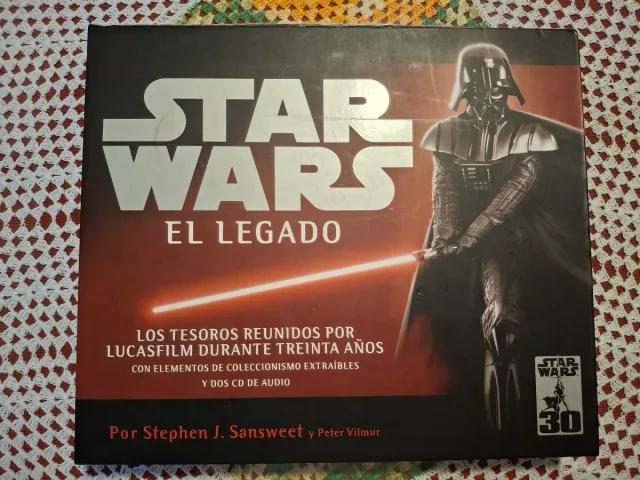 STAR
WARS
EL LEGADO
LOS TESOROS REUNIDOS POR
LUCASFILM DURANTE TREINTA AÑOS
CON ELEMENTOS DE COLECCIONISMO EXTRAÍBLES
Y DOS CD DE AUDIO
Por Stephen J. Sansweet y Peter Vilmur
STAR
WARS
30